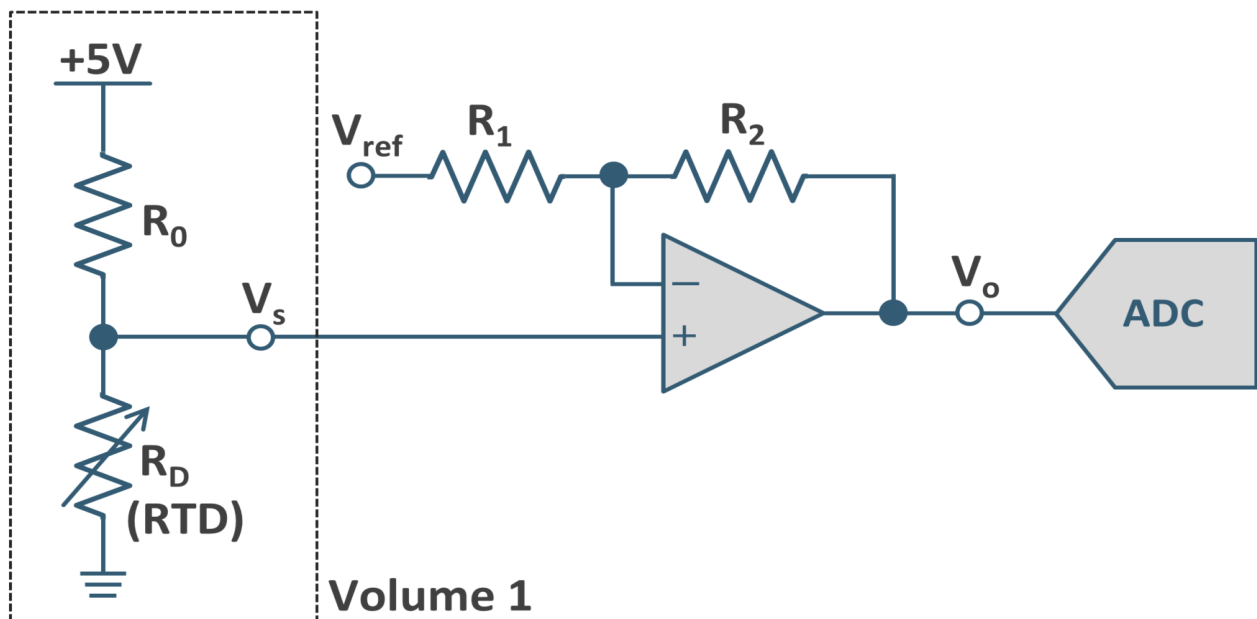 +5V
R0
Vs
RD
(RTD)
Volume 1
Vref
R1
R2
−
+
Vo
ADC